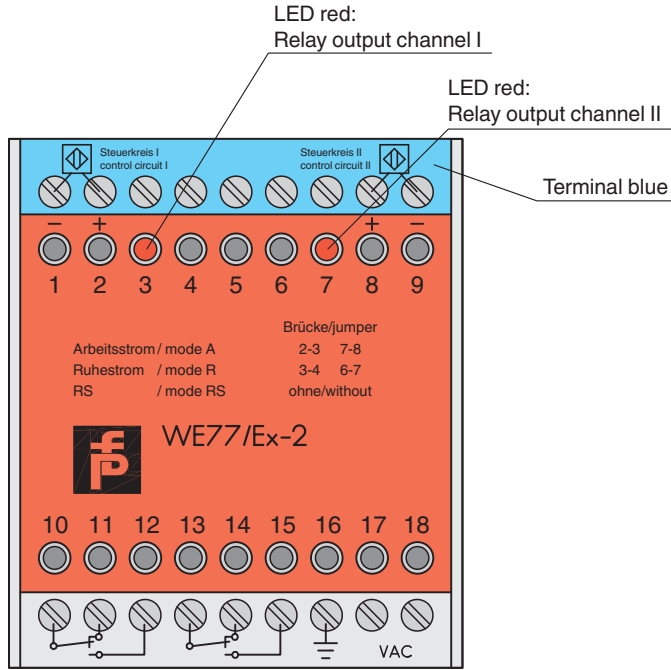 LED red:
Relay output channel I
LED red:
Relay output channel II
Steuerkreis I
control circuit I
Steuerkreis II
control circuit II
Terminal blue
− + + −
1 2 3 4 5 6 7 8 9
Brücke/jumper
Arbeitsstrom / mode A 2-3 7-8
Ruhestrom / mode R 3-4 6-7
RS / mode RS ohne/without
WE77/Ex-2
10 11 12 13 14 15 16 17 18
VAC